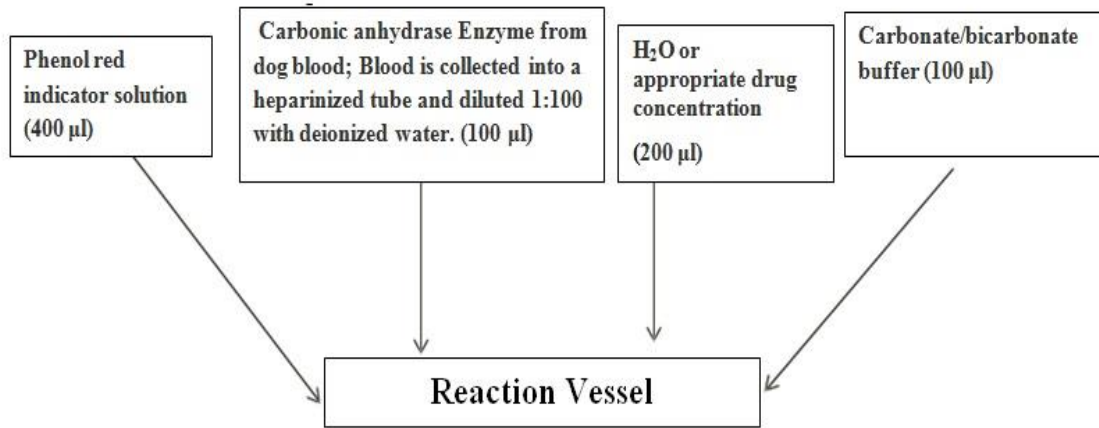 Phenol red
indicator solution
(400 µl)
Carbonic anhydrase Enzyme from
dog blood; Blood is collected into a
heparinized tube and diluted 1:100
with deionized water. (100 µl)
H₂O or
appropriate drug
concentration
(200 µl)
Carbonate/bicarbonate
buffer (100 µl)
Reaction Vessel